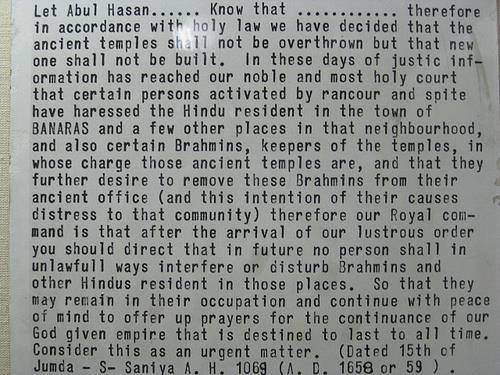 Let Abul Hasan...... Know that ............ therefore
in accordance with holy law we have decided that the
ancient temples shall not be overthrown but that new
one shall not be built. In these days of justic inf-
ormation has reached our noble and most holy court
that certain persons activated by rancour and spite
have haressed the Hindu resident in the town of
BANARAS and a few other places in that neighbourhood,
and also certain Brahmins, keepers of the temples, in
whose charge those ancient temples are, and that they
further desire to remove these Brahmins from their
ancient office (and this intention of their causes
distress to that community) therefore our Royal com-
mand is that after the arrival of our lustrous order
you should direct that in future no person shall in
unlawfull ways interfere or disturb Brahmins and
other Hindus resident in those places. So that they
may remain in their occupation and continue with peace
of mind to offer up prayers for the continuance of our
God given empire that is destined to last to all time.
Consider this as an urgent matter. (Dated 15th of
Jumda - S- Saniya A. H. 1069 (A. D. 1658 or 59 ) .